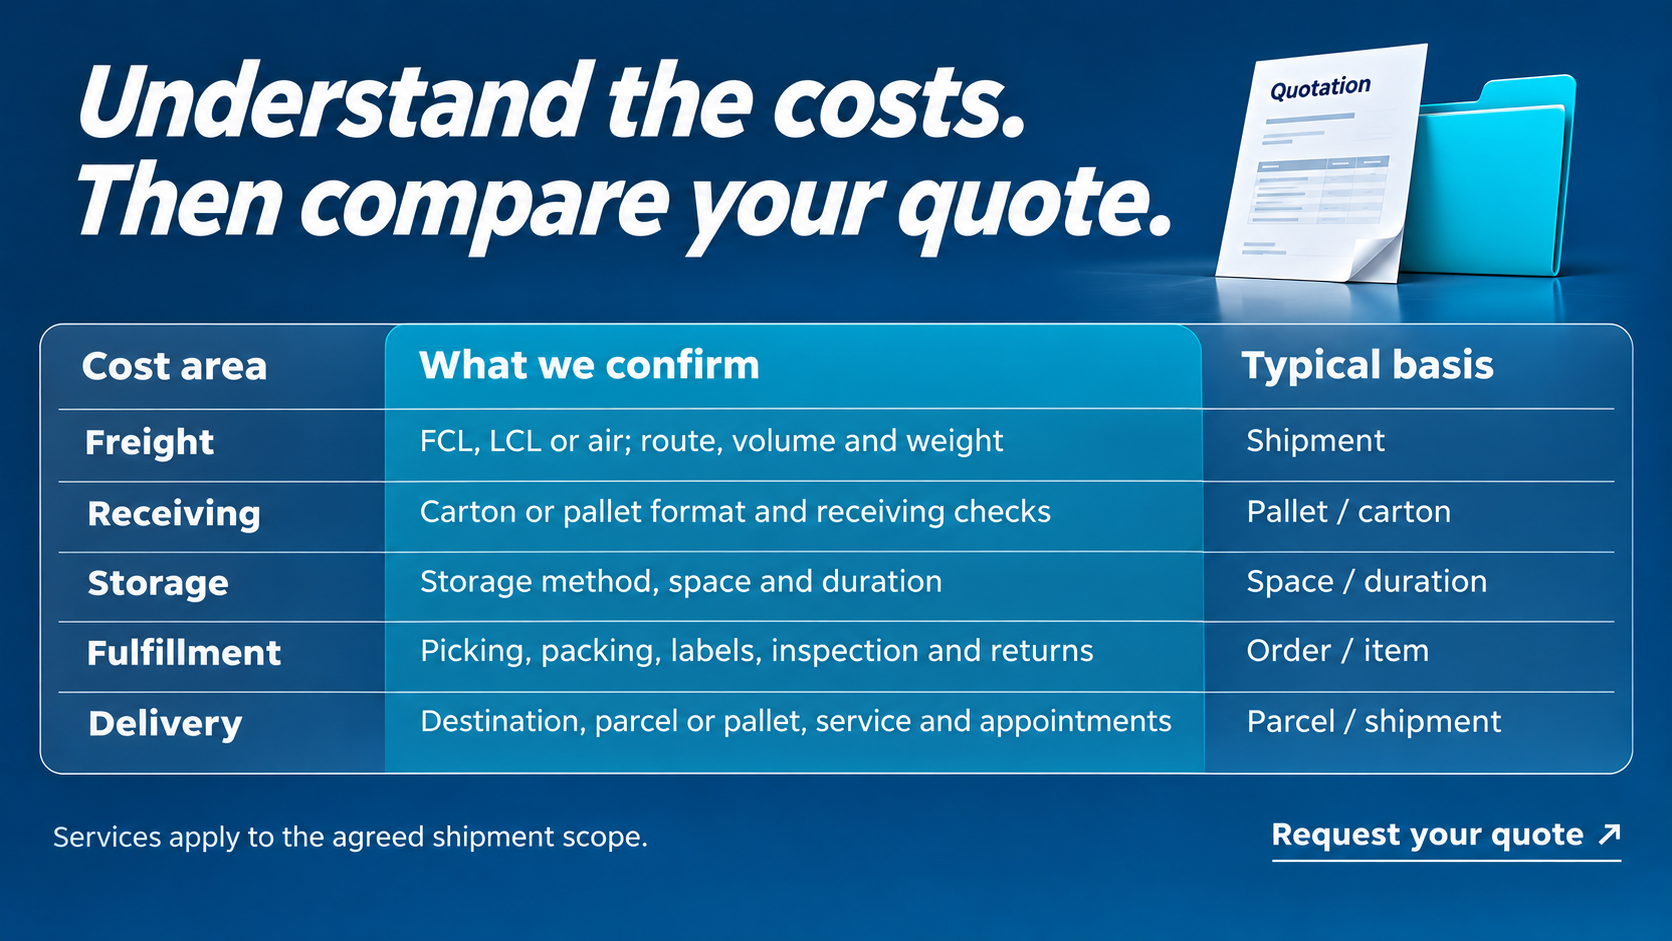 Understand the costs.
Then compare your quote.
Quotation
Cost area What we confirm Typical basis
Freight FCL, LCL or air; route, volume and weight Shipment
Receiving Carton or pallet format and receiving checks Pallet / carton
Storage Storage method, space and duration Space / duration
Fulfillment Picking, packing, labels, inspection and returns Order / item
Delivery Destination, parcel or pallet, service and appointments Parcel / shipment
Services apply to the agreed shipment scope.
Request your quote ↗